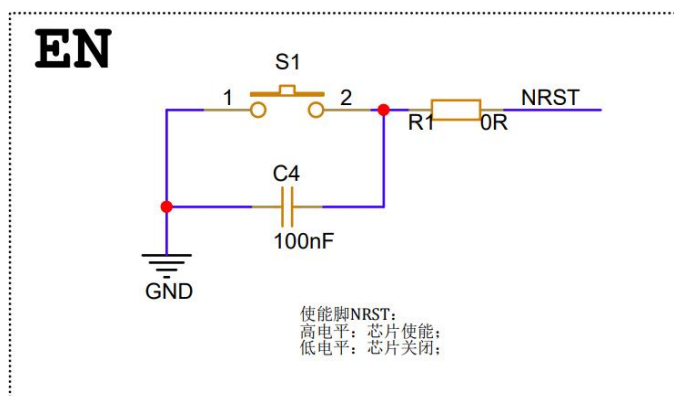 EN
S1
1 2
NRST
R1 0R
C4
100nF
GND
使能脚NRST：
高电平：芯片使能；
低电平：芯片关闭；